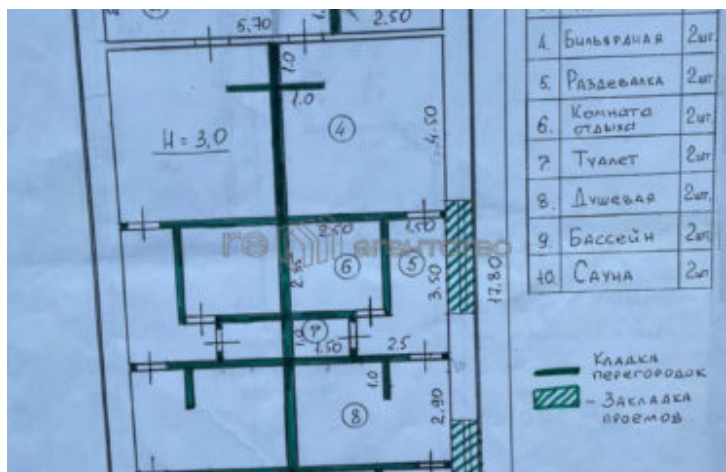 5.70
2.50
1.0
1.0
4
4.50
H = 3,0
2.50
1.50
6
5
2.95
3.50
7
1.0
1.50
2.5
1.0
8
2.90
17.80
агентство
4. Бильярдная 2шт
5. Раздевалка 2шт
6. Комната отдыха 2шт.
7 Туалет 2шт
8. Душевая 2шт.
9. Бассейн 2шт.
10. Сауна 2шт
Кладка
перегородок
- Закладка
проемов